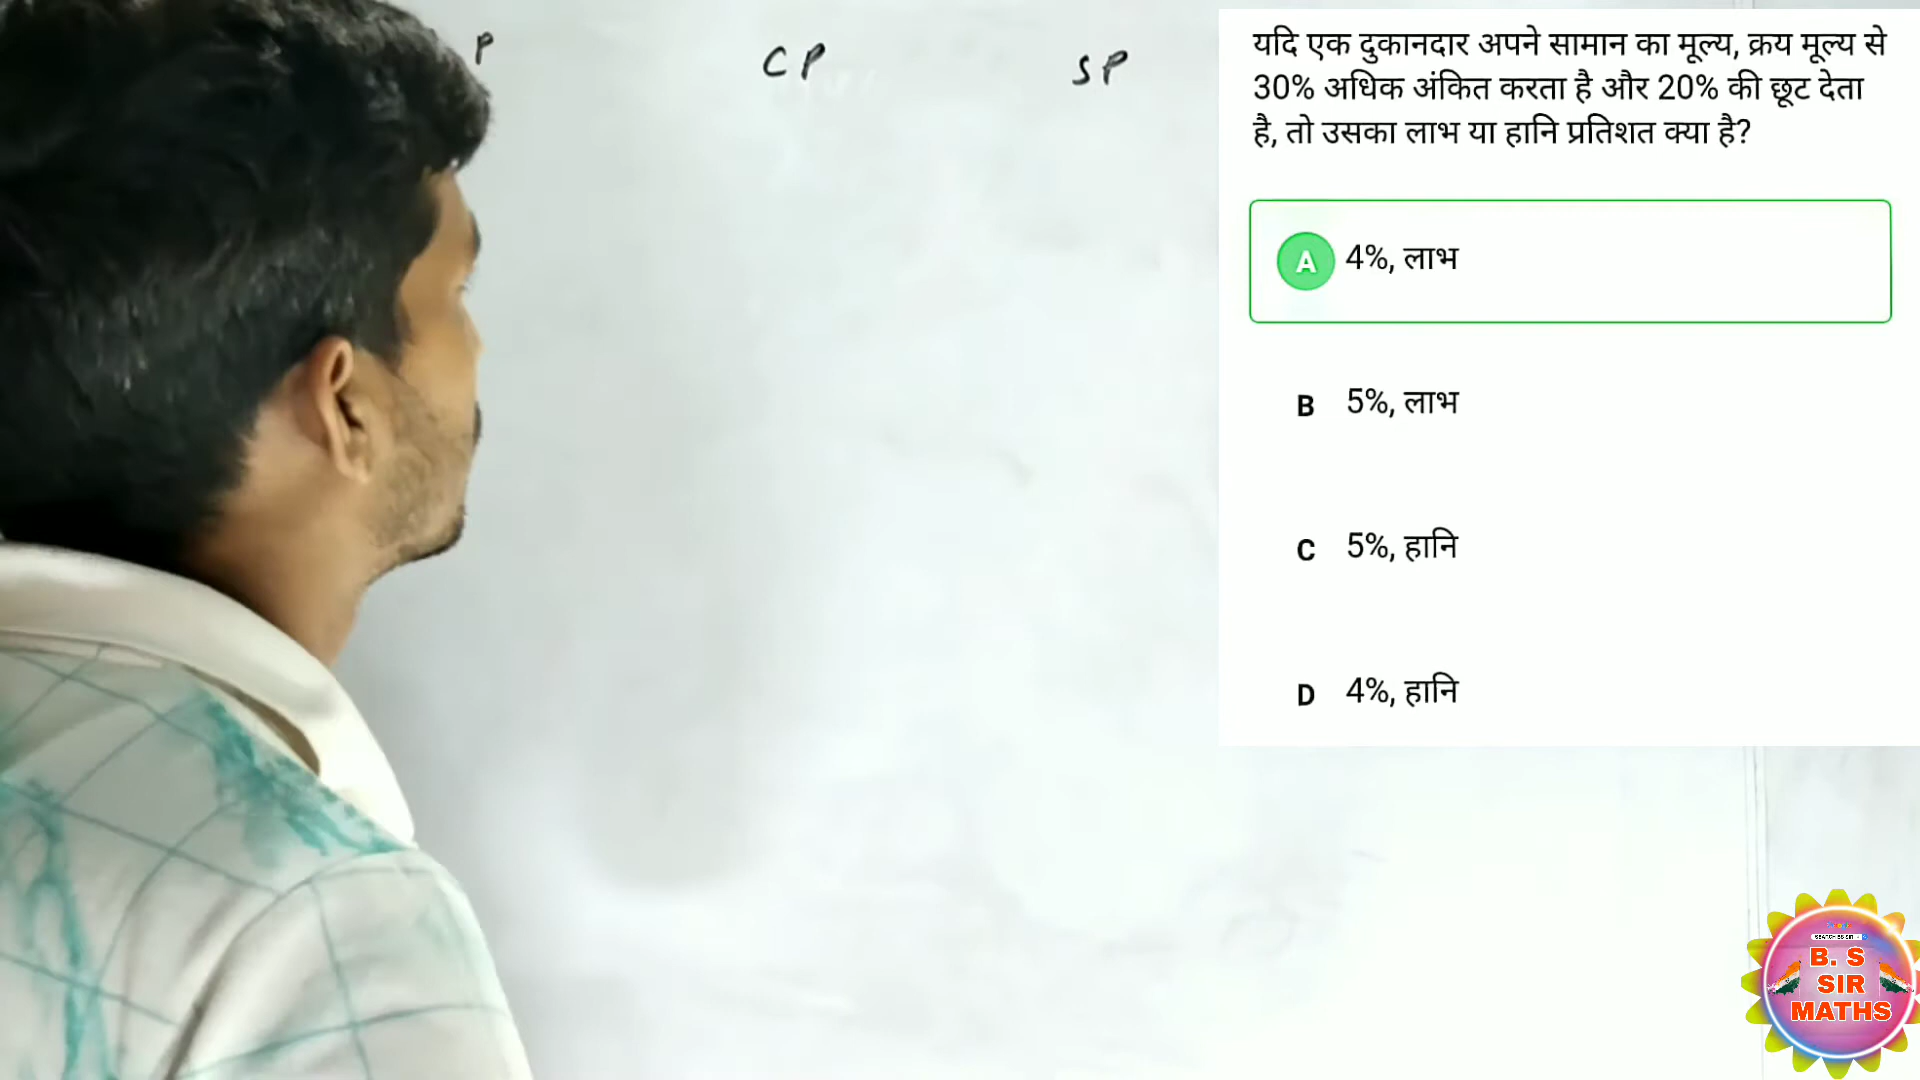 P
CP
SP
यदि एक दुकानदार अपने सामान का मूल्य, क्रय मूल्य से
30% अधिक अंकित करता है और 20% की छूट देता
है, तो उसका लाभ या हानि प्रतिशत क्या है?
A 4%, लाभ
B 5%, लाभ
C 5%, हानि
D 4%, हानि
B. S
SIR
MATHS